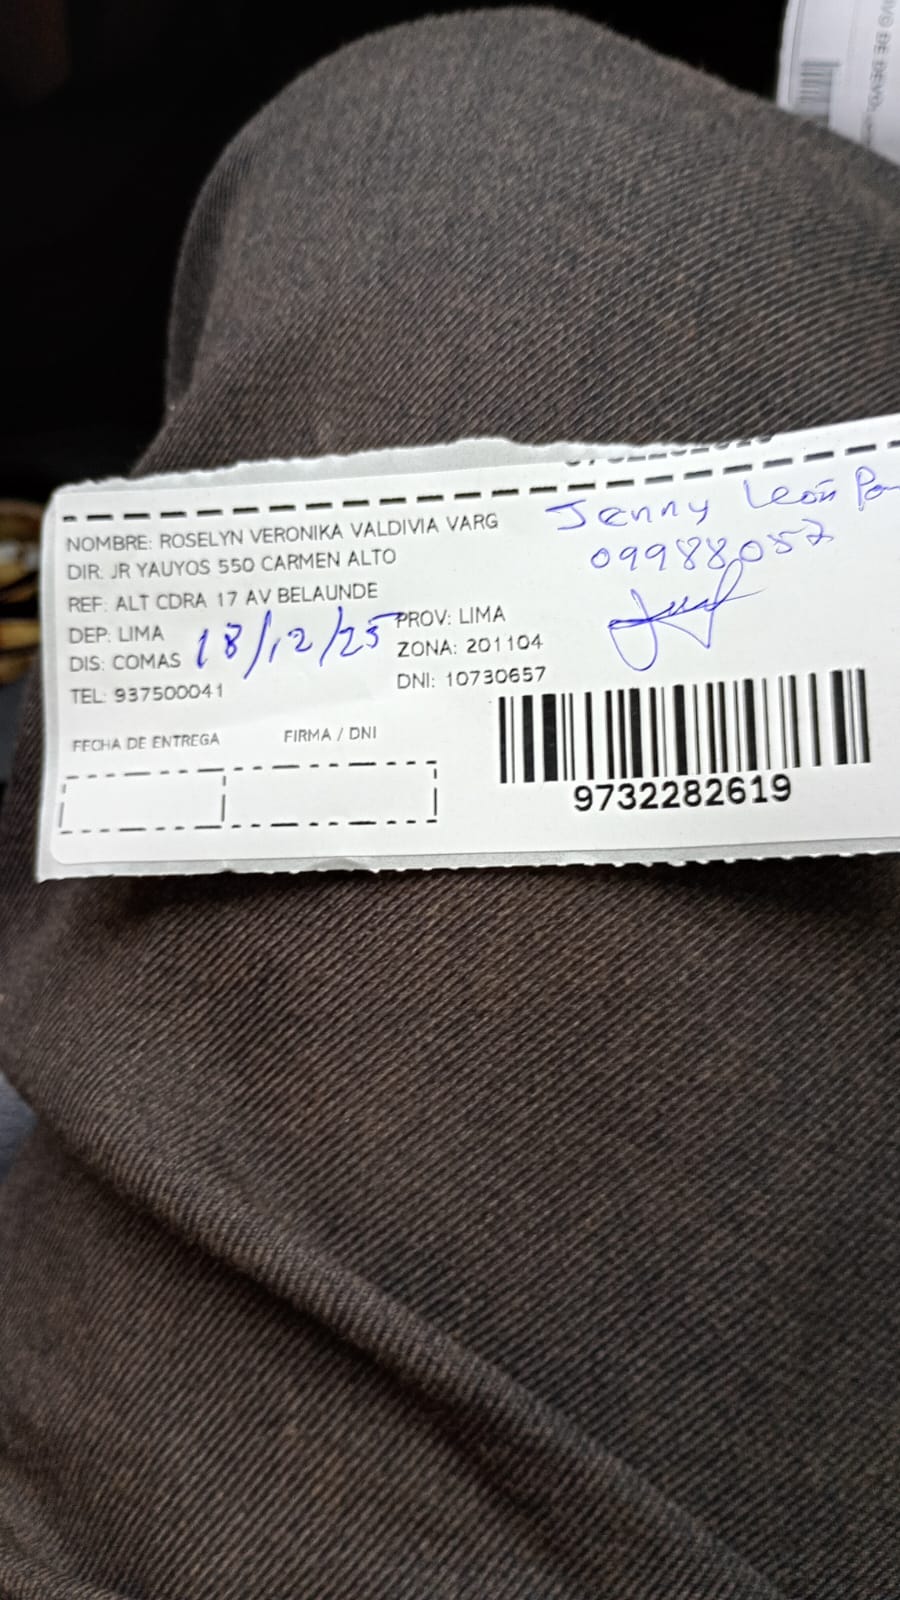 NOMBRE: ROSELYN VERONIKA VALDIVIA VARG
DIR: JR YAUYOS 550 CARMEN ALTO
REF: ALT CDRA 17 AV BELAUNDE
DEP: LIMA
PROV: LIMA
DIS: COMAS
18/12/25
ZONA: 201104
TEL: 937500041
DNI: 10730657
FECHA DE ENTREGA
FIRMA / DNI
Jenny León
09988057
9732282619